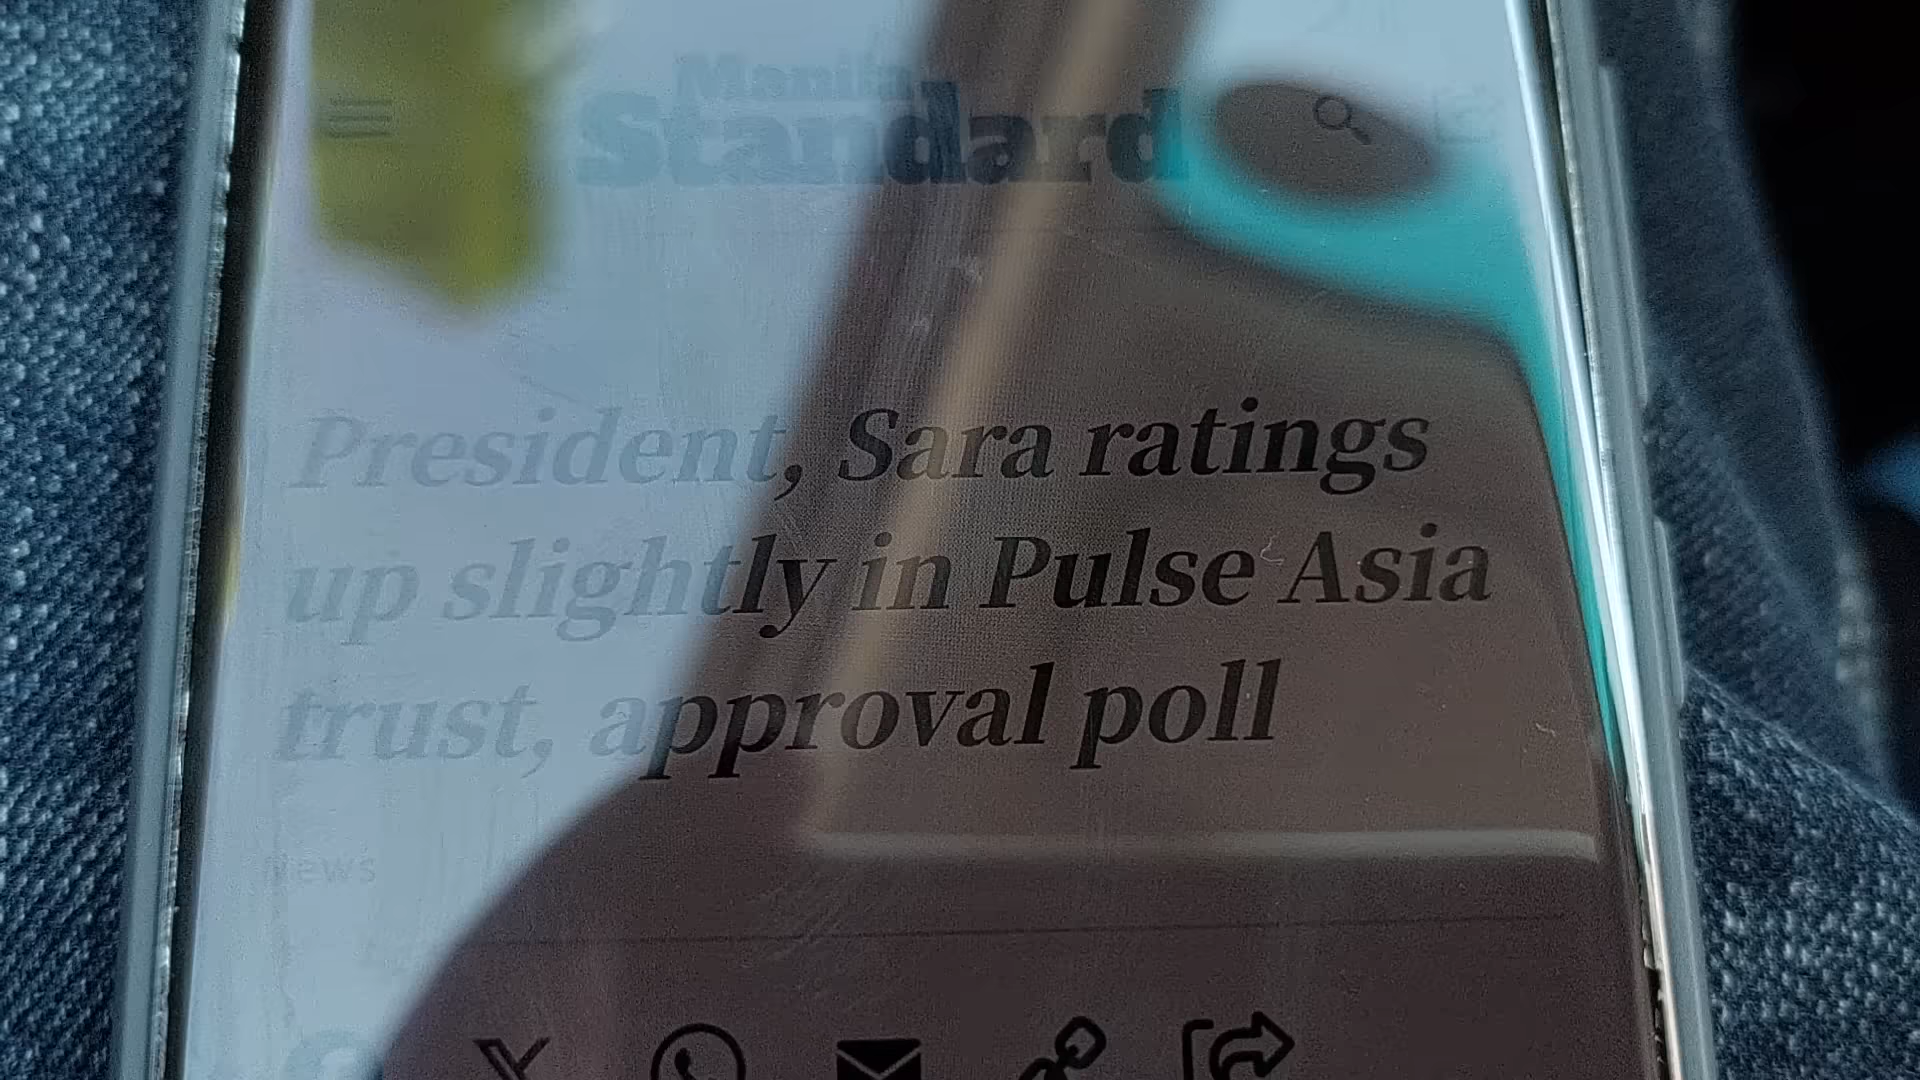 Manila
Standard
President, Sara ratings
up slightly in Pulse Asia
trust, approval poll
News